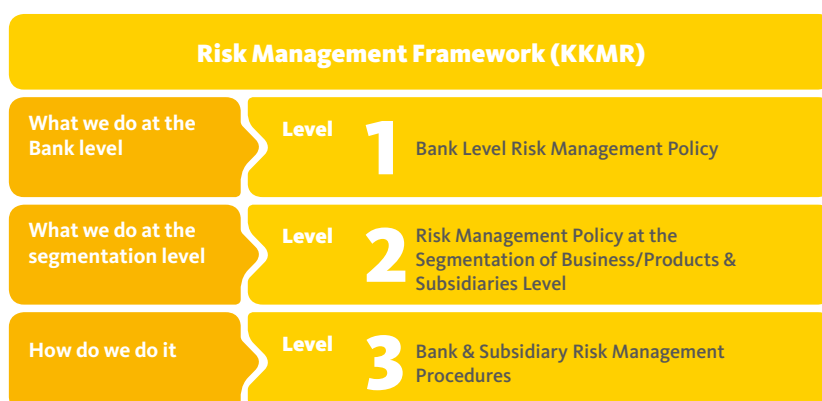 Risk Management Framework (KKMR)
What we do at the
Bank level
Level 1
Bank Level Risk Management Policy
What we do at the
segmentation level
Level 2
Risk Management Policy at the
Segmentation of Business/Products &
Subsidiaries Level
How do we do it
Level 3
Bank & Subsidiary Risk Management
Procedures